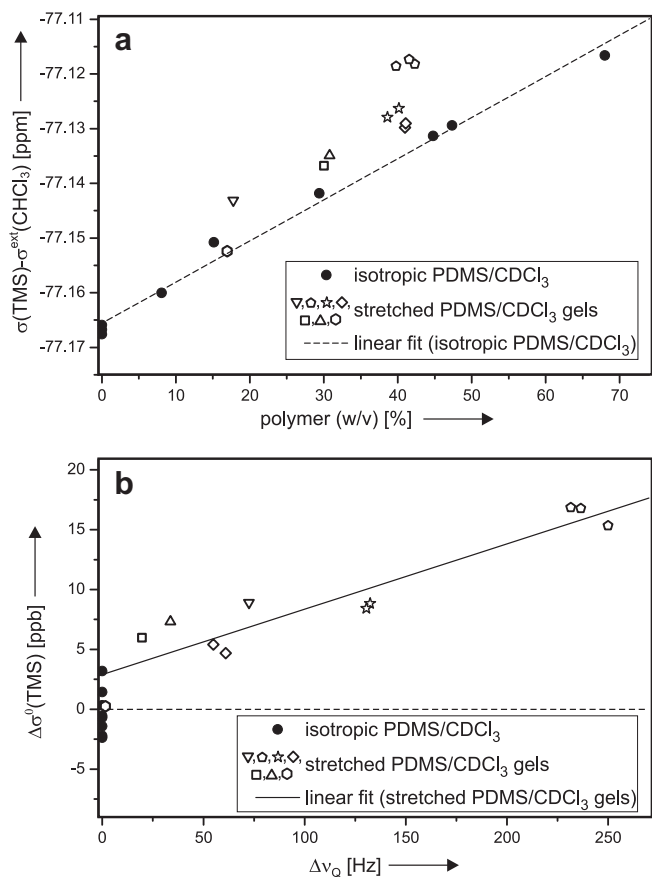 a
σ(TMS)-σext(CHCl3) [ppm]
-77.11
-77.12
-77.13
-77.14
-77.15
-77.16
-77.17
isotropic PDMS/CDCl3
stretched PDMS/CDCl3 gels
linear fit (isotropic PDMS/CDCl3)
0 10 20 30 40 50 60 70
polymer (w/v) [%]
b
Δσ0(TMS) [ppb]
20
15
10
5
0
-5
isotropic PDMS/CDCl3
stretched PDMS/CDCl3 gels
linear fit (stretched PDMS/CDCl3 gels)
0 50 100 150 200 250
ΔνQ [Hz]